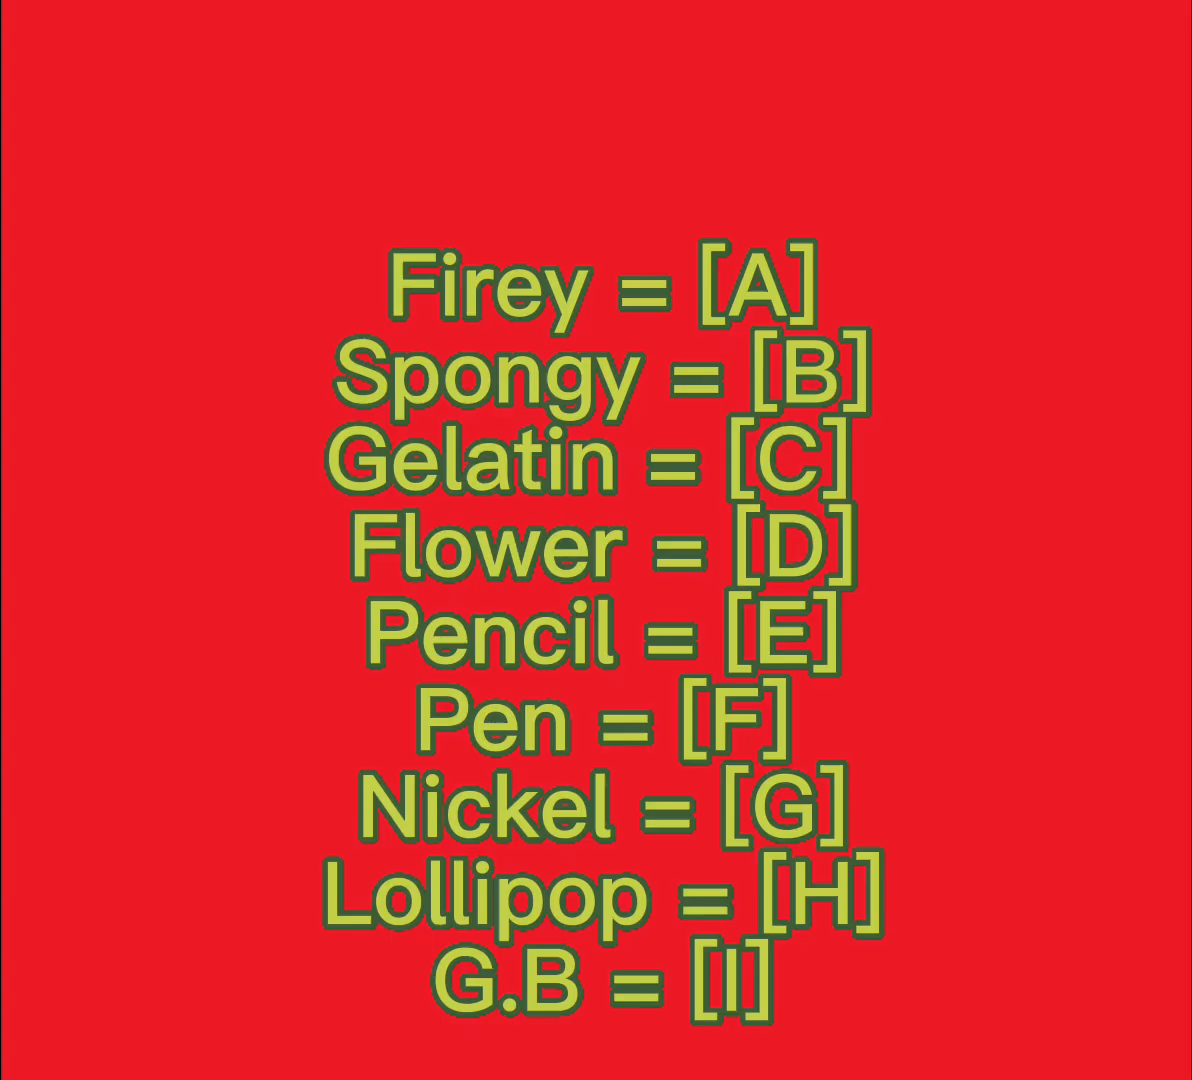 Firey = [A]
Spongy = [B]
Gelatin = [C]
Flower = [D]
Pencil = [E]
Pen = [F]
Nickel = [G]
Lollipop = [H]
G.B = [I]